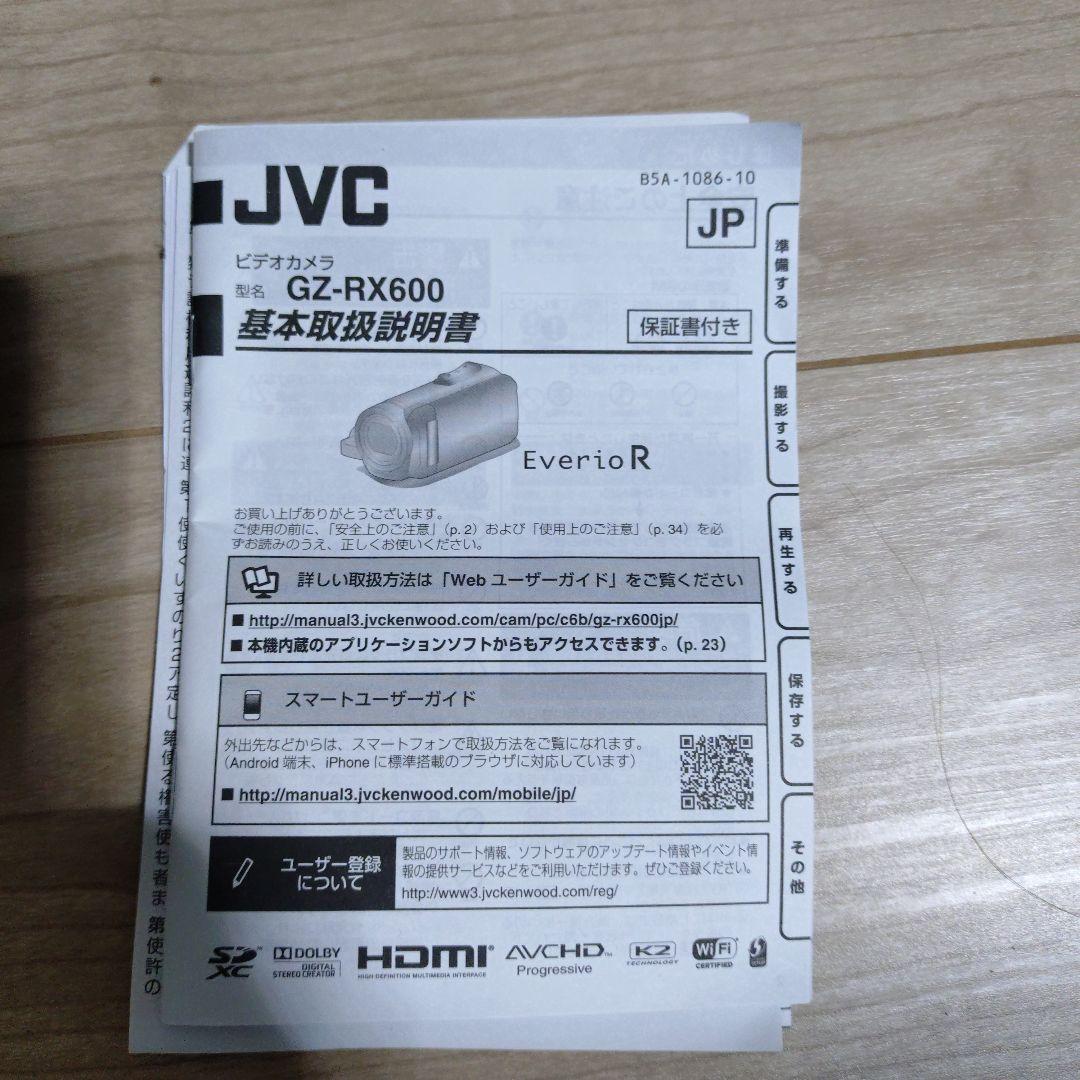 JVC
B5A-1086-10
JP
ビデオカメラ
型名 GZ-RX600
基本取扱説明書
保証書付き
Everio R
お買い上げありがとうございます。
ご使用の前に、「安全上のご注意」(p. 2) および「使用上のご注意」(p. 34) を必
ずお読みのうえ、正しくお使いください。
詳しい取扱方法は「Web ユーザーガイド」をご覧ください
■ http://manual3.jvckenwood.com/cam/pc/c6b/gz-rx600jp/
■ 本機内蔵のアプリケーションソフトからもアクセスできます。(p. 23)
スマートユーザーガイド
外出先などからは、スマートフォンで取扱方法をご覧になれます。
(Android 端末、iPhone に標準搭載のブラウザに対応しています)
■ http://manual3.jvckenwood.com/mobile/jp/
ユーザー登録
について
製品のサポート情報、ソフトウェアのアップデート情報やイベント情
報の提供サービスなどをご利用いただけます。ぜひご登録ください。
http://www3.jvckenwood.com/reg/
準備する
撮影する
再生する
保存する
その他
SD XC
DOLBY
DIGITAL
STEREO CREATOR
HDMI
HIGH-DEFINITION MULTIMEDIA INTERFACE
AVCHD
Progressive
K2
TECHNOLOGY
Wi Fi
CERTIFIED